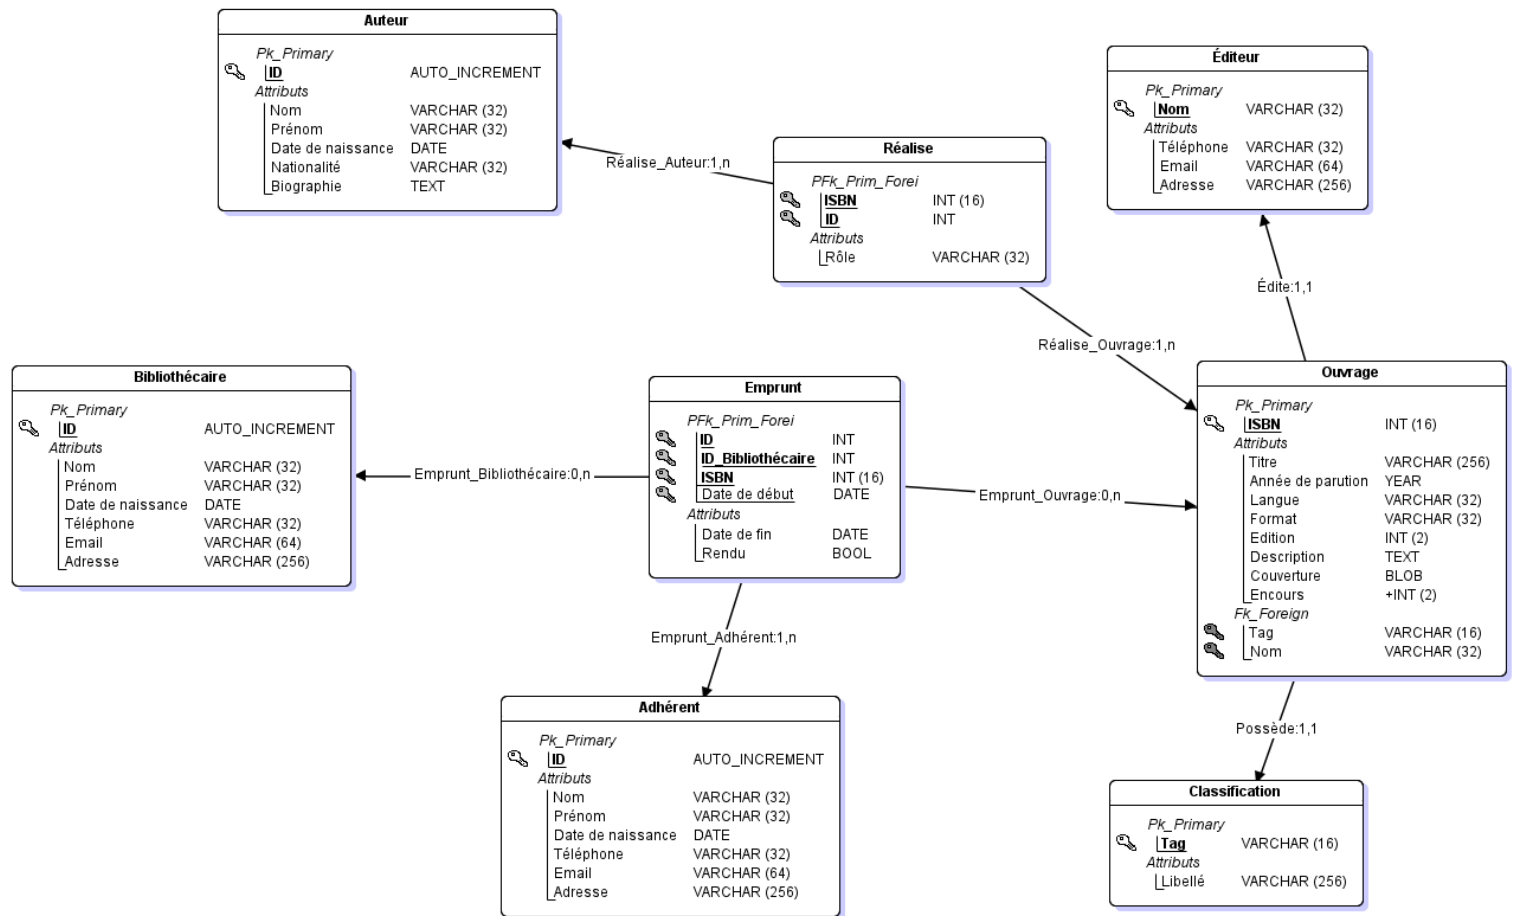 Auteur
Pk_Primary
ID AUTO_INCREMENT
Attributs
Nom VARCHAR (32)
Prénom VARCHAR (32)
Date de naissance DATE
Nationalité VARCHAR (32)
Biographie TEXT
Éditeur
Pk_Primary
Nom VARCHAR (32)
Attributs
Téléphone VARCHAR (32)
Email VARCHAR (64)
Adresse VARCHAR (256)
Réalise_Auteur:1,n
Réalise
PFk_Prim_Forei
ISBN INT (16)
ID INT
Attributs
Rôle VARCHAR (32)
Édite:1,1
Réalise_Ouvrage:1,n
Bibliothécaire
Pk_Primary
ID AUTO_INCREMENT
Attributs
Nom VARCHAR (32)
Prénom VARCHAR (32)
Date de naissance DATE
Téléphone VARCHAR (32)
Email VARCHAR (64)
Adresse VARCHAR (256)
Emprunt_Bibliothécaire:0,n
Emprunt
PFk_Prim_Forei
ID INT
ID_Bibliothécaire INT
ISBN INT (16)
Date de début DATE
Attributs
Date de fin DATE
Rendu BOOL
Emprunt_Ouvrage:0,n
Ouvrage
Pk_Primary
ISBN INT (16)
Attributs
Titre VARCHAR (256)
Année de parution YEAR
Langue VARCHAR (32)
Format VARCHAR (32)
Edition INT (2)
Description TEXT
Couverture BLOB
Encours +INT (2)
Fk_Foreign
Tag VARCHAR (16)
Nom VARCHAR (32)
Emprunt_Adhérent:1,n
Adhérent
Pk_Primary
ID AUTO_INCREMENT
Attributs
Nom VARCHAR (32)
Prénom VARCHAR (32)
Date de naissance DATE
Téléphone VARCHAR (32)
Email VARCHAR (64)
Adresse VARCHAR (256)
Possède:1,1
Classification
Pk_Primary
Tag VARCHAR (16)
Attributs
Libellé VARCHAR (256)